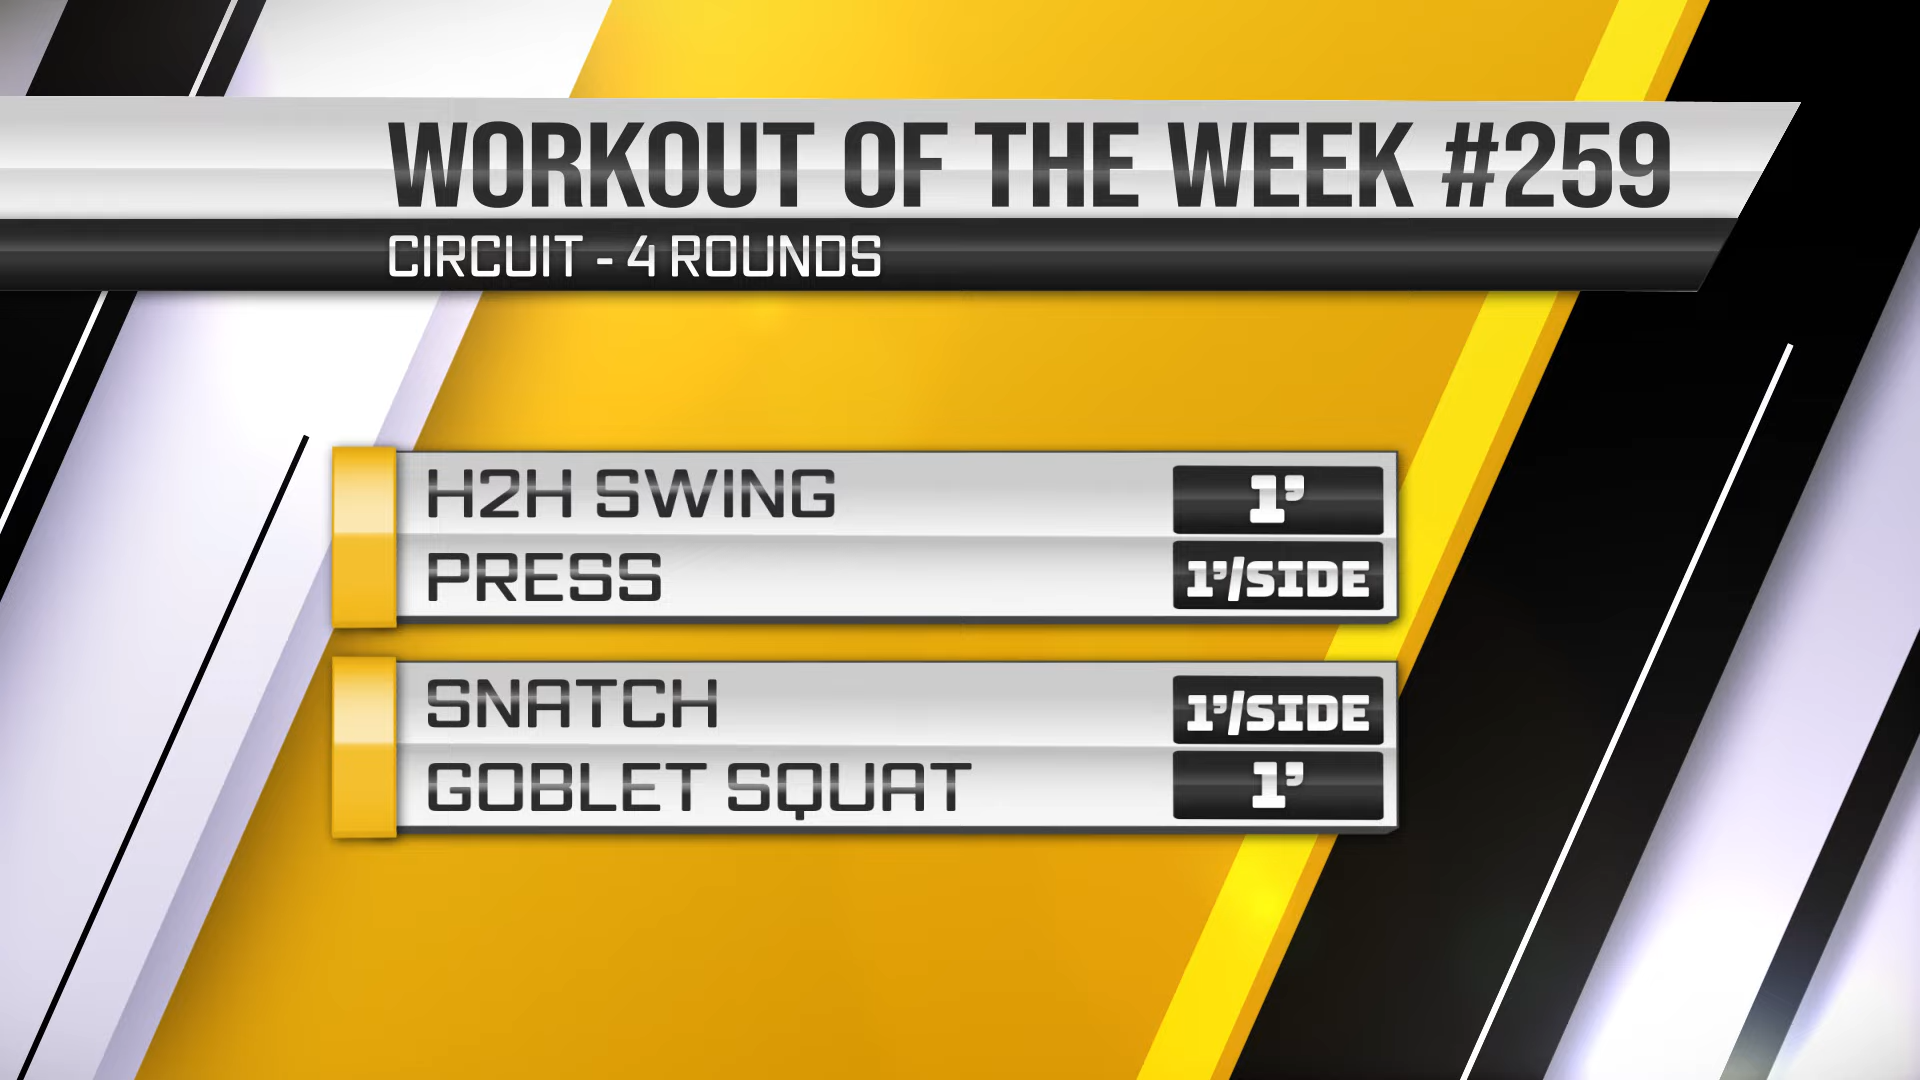 WORKOUT OF THE WEEK #259
CIRCUIT - 4 ROUNDS
H2H SWING 1'
PRESS 1'/SIDE
SNATCH 1'/SIDE
GOBLET SQUAT 1'